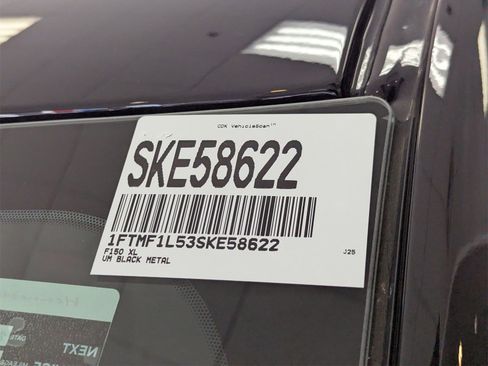 CDK VehicleScan™
SKE58622
1FTMF1L53SKE58622
F150 XL
J25
UM BLACK METAL
NEXT